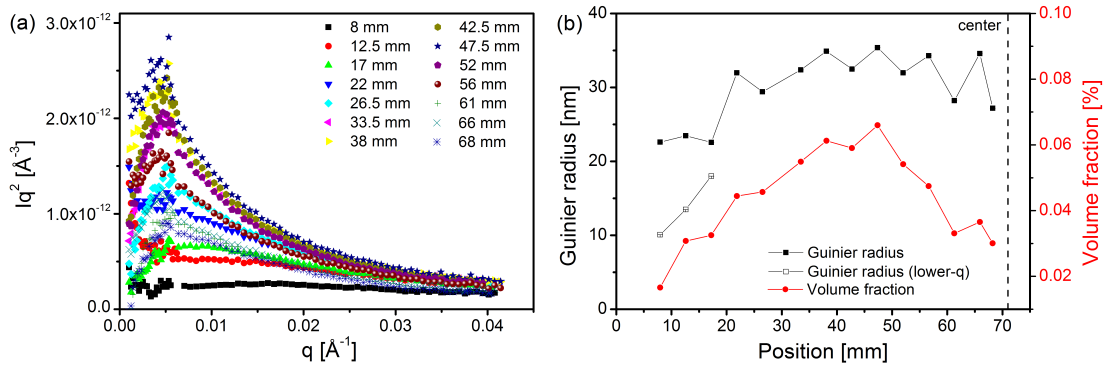 (a)
3.0x10⁻¹²
2.0x10⁻¹²
1.0x10⁻¹²
0.0
Iq² [Å⁻³]
0.00 0.01 0.02 0.03 0.04
q [Å⁻¹]
8 mm
12.5 mm
17 mm
22 mm
26.5 mm
33.5 mm
38 mm
42.5 mm
47.5 mm
52 mm
56 mm
61 mm
66 mm
68 mm
(b)
center
40
30
20
10
0
Guinier radius [nm]
0 10 20 30 40 50 60 70 80
Position [mm]
0.10
0.08
0.06
0.04
0.02
Volume fraction [%]
Guinier radius
Guinier radius (lower-q)
Volume fraction